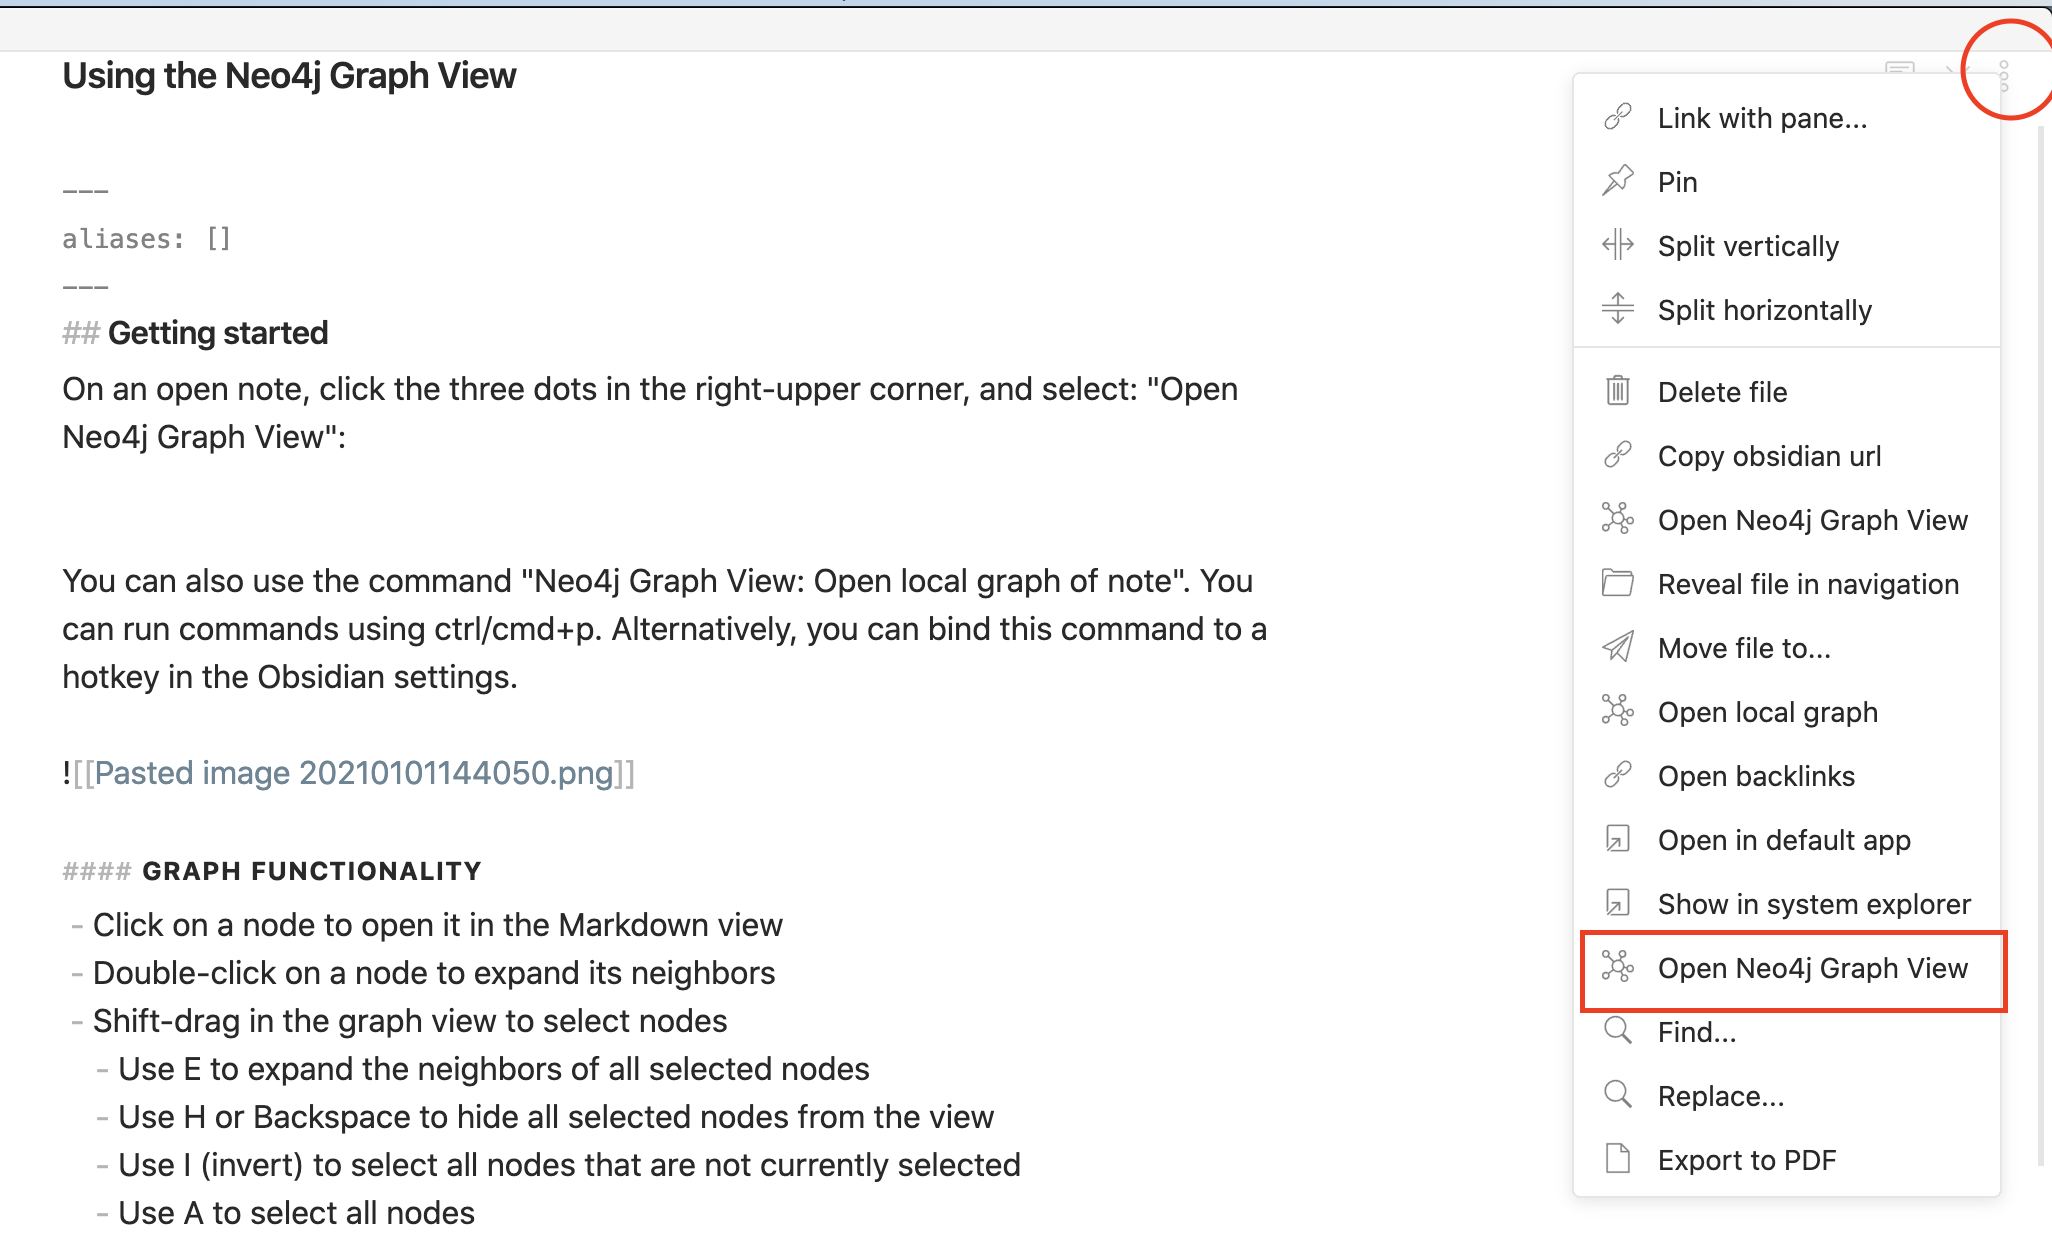 Using the Neo4j Graph View
---
aliases: []
---
## Getting started
On an open note, click the three dots in the right-upper corner, and select: "Open
Neo4j Graph View":
You can also use the command "Neo4j Graph View: Open local graph of note". You
can run commands using ctrl/cmd+p. Alternatively, you can bind this command to a
hotkey in the Obsidian settings.
![[Pasted image 20210101144050.png]]
#### GRAPH FUNCTIONALITY
- Click on a node to open it in the Markdown view
- Double-click on a node to expand its neighbors
- Shift-drag in the graph view to select nodes
- Use E to expand the neighbors of all selected nodes
- Use H or Backspace to hide all selected nodes from the view
- Use I (invert) to select all nodes that are not currently selected
- Use A to select all nodes
Link with pane...
Pin
Split vertically
Split horizontally
Delete file
Copy obsidian url
Open Neo4j Graph View
Reveal file in navigation
Move file to...
Open local graph
Open backlinks
Open in default app
Show in system explorer
Open Neo4j Graph View
Find...
Replace...
Export to PDF